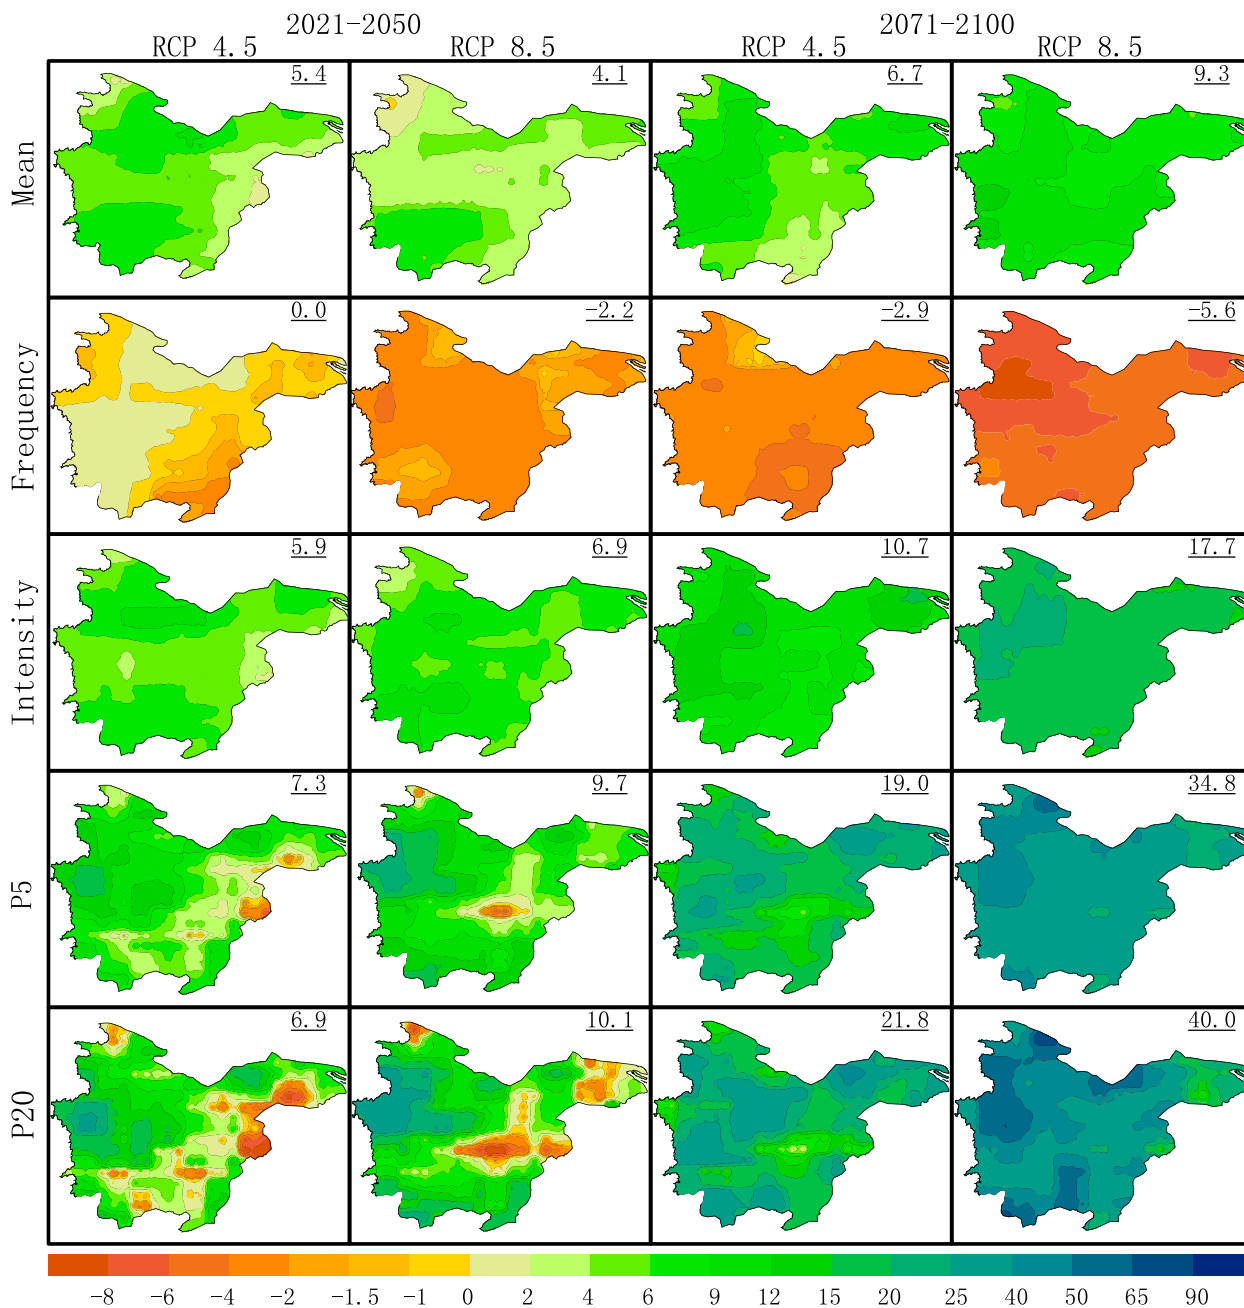 2021-2050 2071-2100
RCP 4.5 RCP 8.5 RCP 4.5 RCP 8.5
Mean 5.4 4.1 6.7 9.3
Frequency 0.0 -2.2 -2.9 -5.6
Intensity 5.9 6.9 10.7 17.7
P5 7.3 9.7 19.0 34.8
P20 6.9 10.1 21.8 40.0
-8 -6 -4 -2 -1.5 -1 0 2 4 6 9 12 15 20 25 40 50 65 90